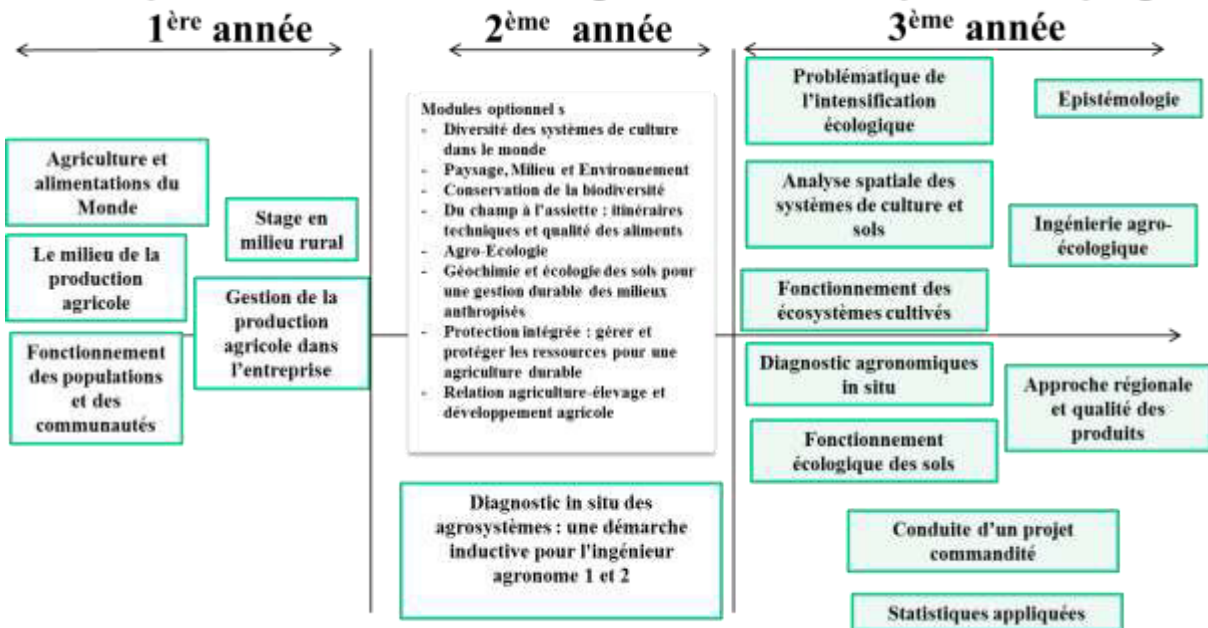 1ère année
2ème année
3ème année
Agriculture et
alimentations du
Monde
Stage en
milieu rural
Le milieu de la
production
agricole
Gestion de la
production
agricole dans
l'entreprise
Fonctionnement
des populations
et des
communautés
Modules optionnel s
- Diversité des systèmes de culture
dans le monde
- Paysage, Milieu et Environnement
- Conservation de la biodiversité
- Du champ à l'assiette : itinéraires
techniques et qualité des aliments
- Agro-Ecologie
- Géochimie et écologie des sols pour
une gestion durable des milieux
anthropisés
- Protection intégrée : gérer et
protéger les ressources pour une
agriculture durable
- Relation agriculture-élevage et
développement agricole
Diagnostic in situ des
agrosystèmes : une démarche
inductive pour l'ingénieur
agronome 1 et 2
Problématique de
l'intensification
écologique
Epistémologie
Analyse spatiale des
systèmes de culture et
sols
Ingénierie agro-
écologique
Fonctionnement des
écosystèmes cultivés
Diagnostic agronomiques
in situ
Approche régionale
et qualité des
produits
Fonctionnement
écologique des sols
Conduite d'un projet
commandité
Statistiques appliquées